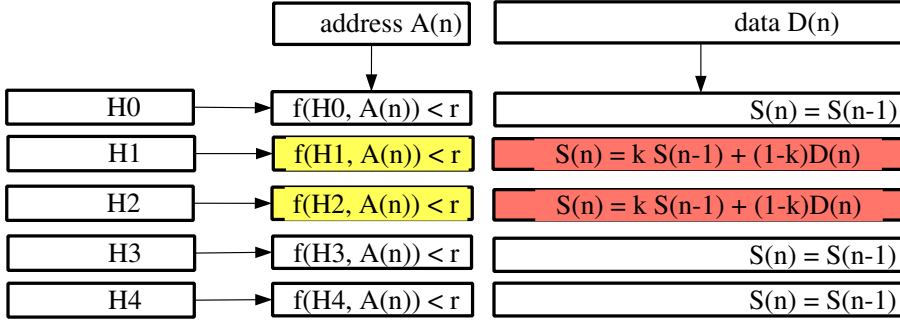 address A(n) data D(n)
H0 f(H0, A(n)) < r S(n) = S(n-1)
H1 f(H1, A(n)) < r S(n) = k S(n-1) + (1-k)D(n)
H2 f(H2, A(n)) < r S(n) = k S(n-1) + (1-k)D(n)
H3 f(H3, A(n)) < r S(n) = S(n-1)
H4 f(H4, A(n)) < r S(n) = S(n-1)